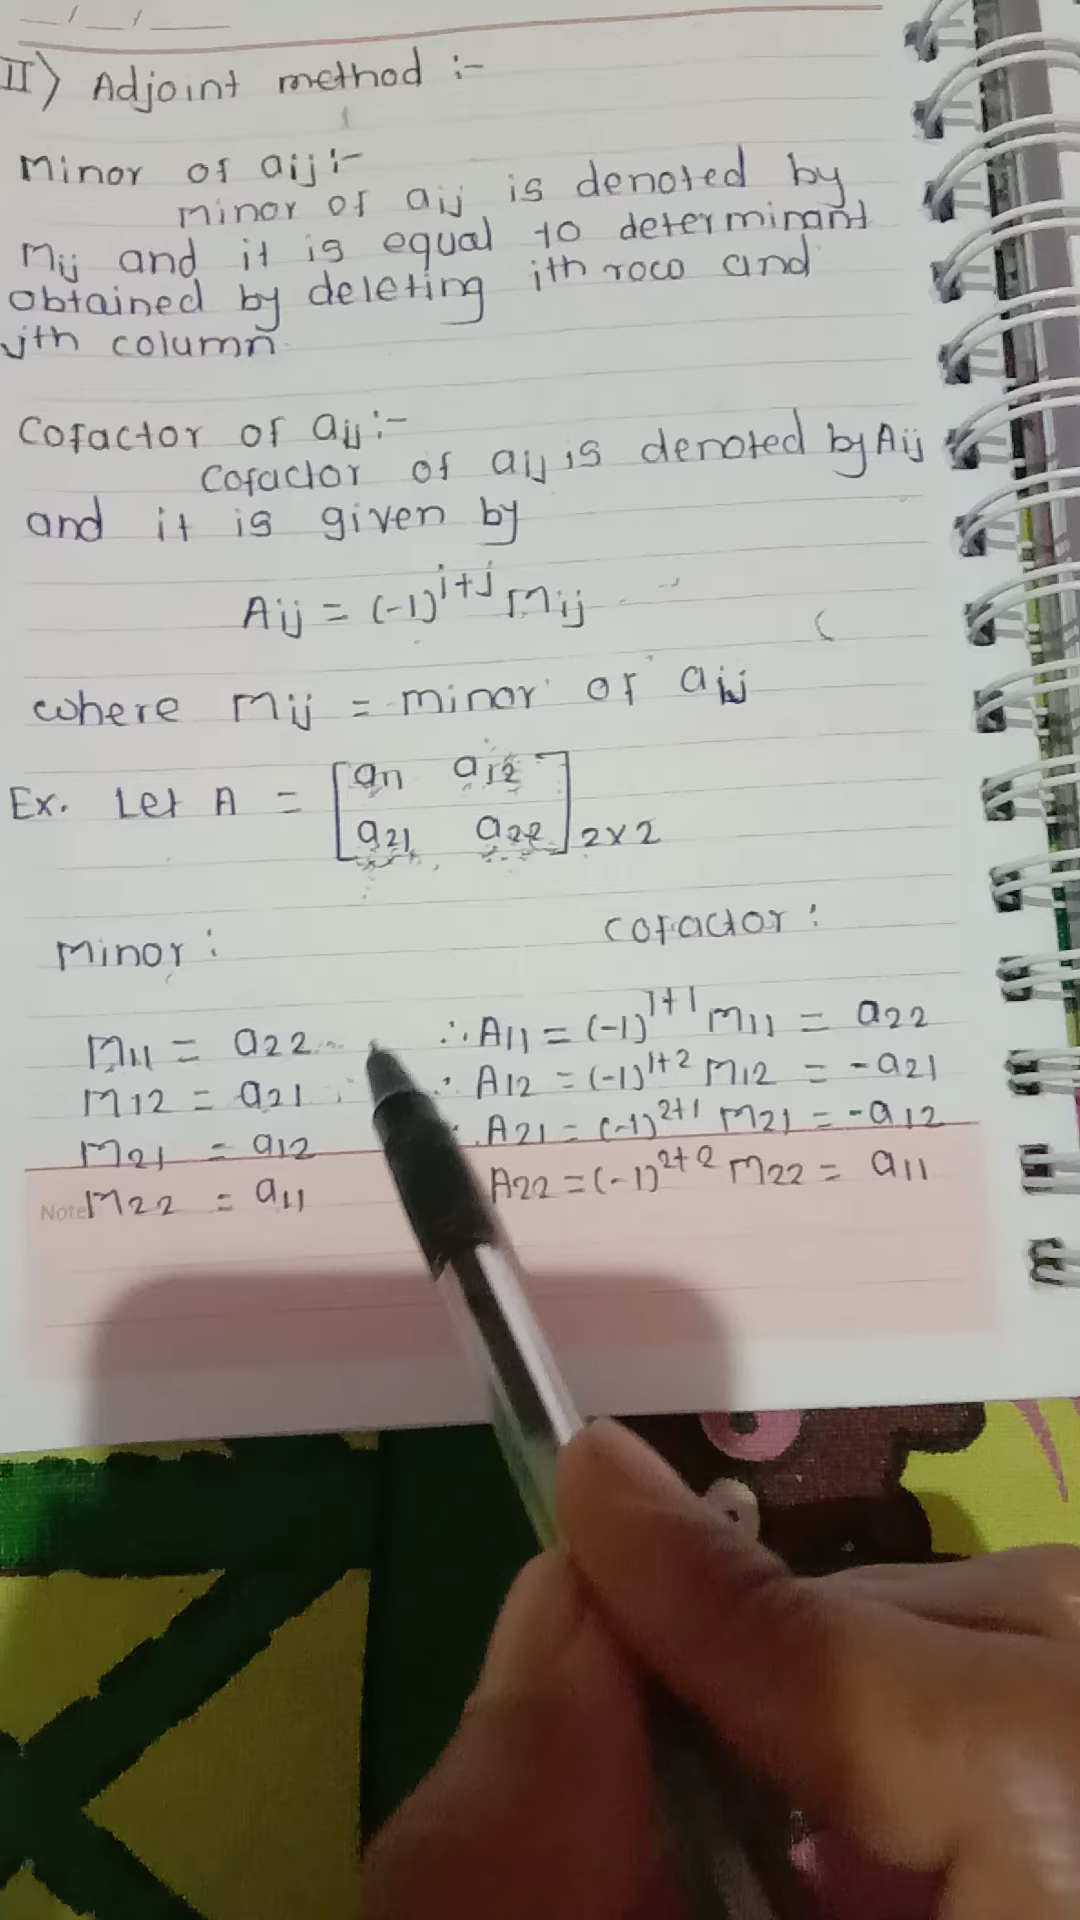 __/__/____
II) Adjoint method :-
Minor of aij :-
minor of aij is denoted by
Mij and it is equal to determinant
obtained by deleting ith row and
jth column
Cofactor of aij :-
Cofactor of aij is denoted by Aij
and it is given by
Aij = (-1)^i+j Mij
where Mij = minor of aij
Ex. Let A = [a11 a12
a21 a22] 2×2
Minor : Cofactor :
M11 = a22 ∴ A11 = (-1)^1+1 M11 = a22
M12 = a21 ∴ A12 = (-1)^1+2 M12 = -a21
M21 = a12 A21 = (-1)^2+1 M21 = -a12
Note M22 = a11 A22 = (-1)^2+2 M22 = a11